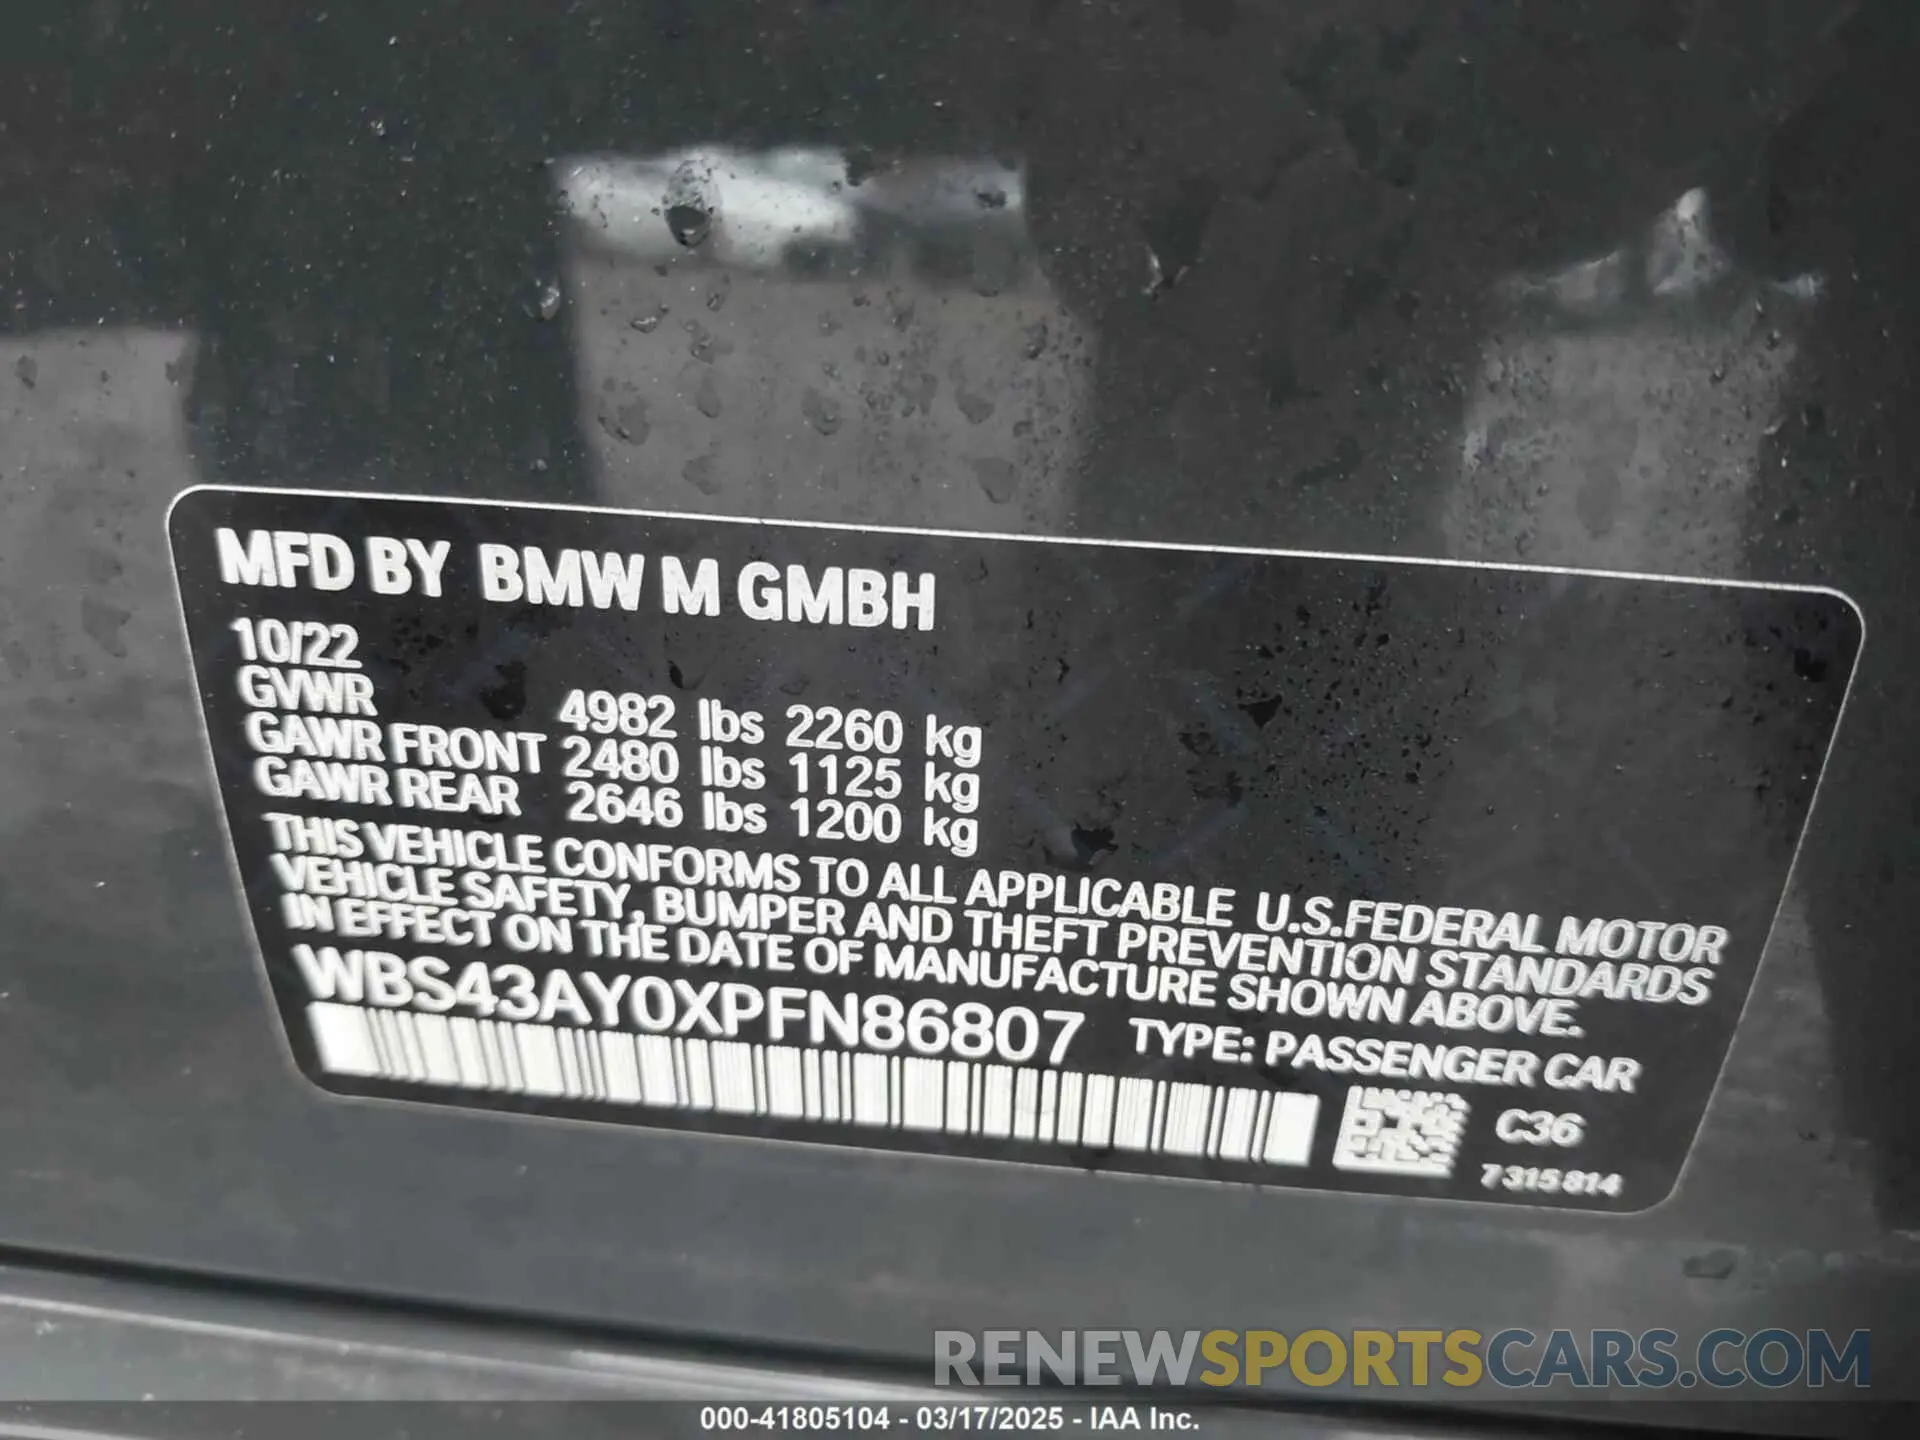 MFD BY BMW M GMBH
10/22
GVWR 4982 lbs 2260 kg
GAWR FRONT 2480 lbs 1125 kg
GAWR REAR 2646 lbs 1200 kg
THIS VEHICLE CONFORMS TO ALL APPLICABLE U.S.FEDERAL MOTOR
VEHICLE SAFETY, BUMPER AND THEFT PREVENTION STANDARDS
IN EFFECT ON THE DATE OF MANUFACTURE SHOWN ABOVE.
WBS43AY0XPFN86807 TYPE: PASSENGER CAR
C36
7 315 814
RENEWSPORTSCARS.COM
000-41805104 - 03/17/2025 - IAA Inc.